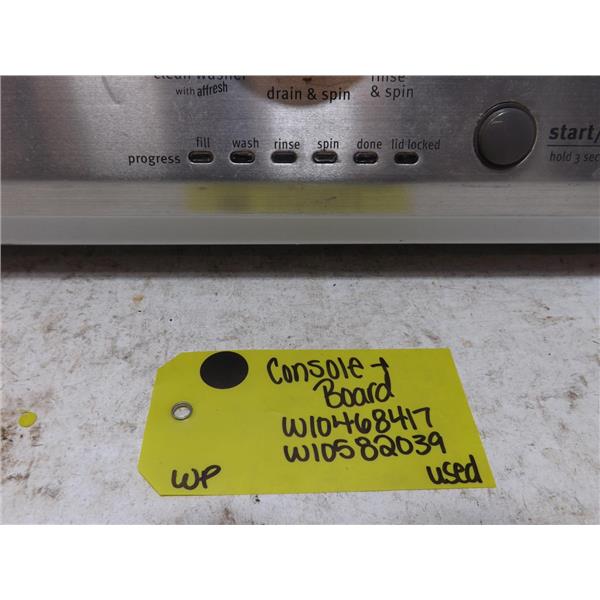 clean washer
with affresh
drain & spin
rinse
& spin
progress
fill wash rinse spin done lid locked
start/
hold 3 sec
Console +
Board
W10468417
W10582039
WP
used